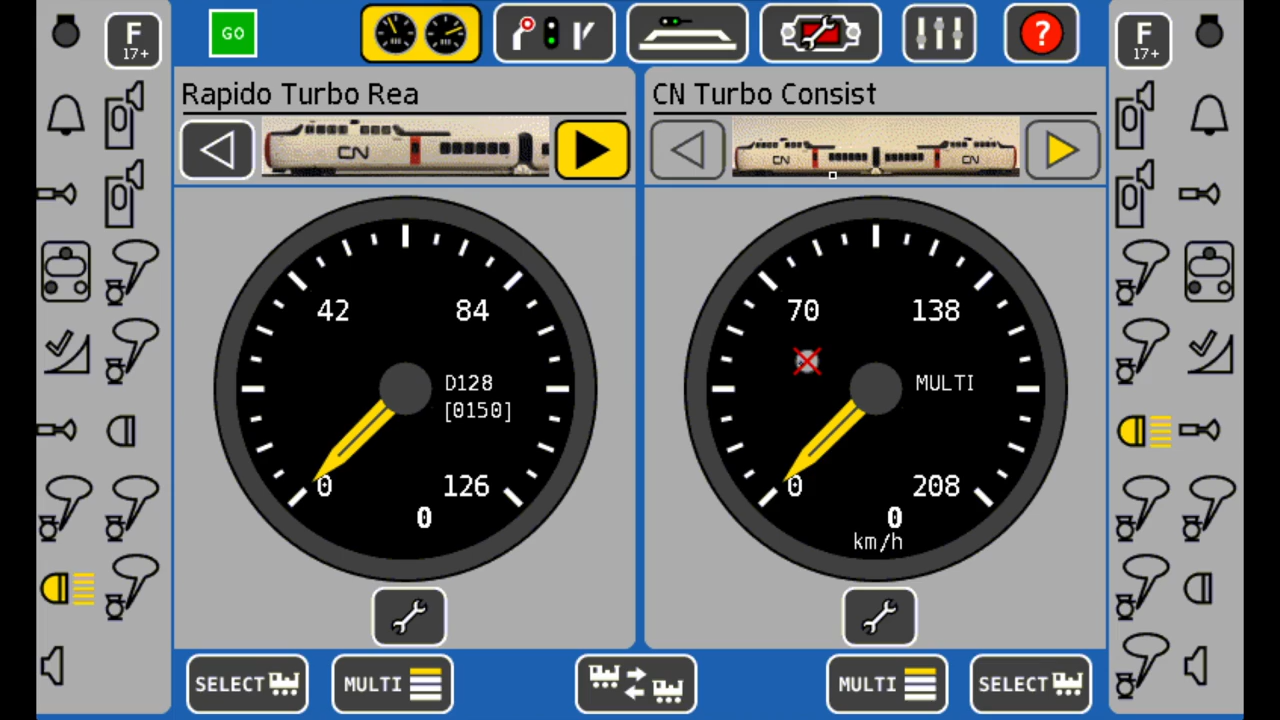 F
17+
GO
?
F
17+
Rapido Turbo Rea
CN Turbo Consist
CN
CN
CN
42
84
D128
[0150]
0
126
0
70
138
MULTI
0
208
0
km/h
SELECT
MULTI
MULTI
SELECT